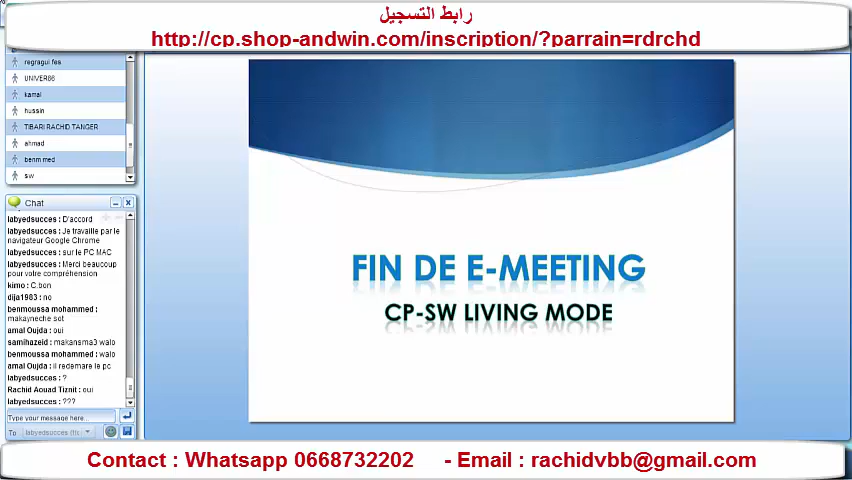 رابط التسجيل
http://cp.shop-andwin.com/inscription/?parrain=rdrchd
regragui fes
UNIVER86
kamal
hussin
TIBARI RACHID TANGER
ahmad
benm med
sw
Chat
labyedsucces : D'accord
labyedsucces : Je travaille par le
navigateur Google Chrome
labyedsucces : sur le PC MAC
labyedsucces : Merci beaucoup
pour votre compréhension
kimo : C.bon
dija1983 : no
benmoussa mohammed :
makayneche sot
amal Oujda : oui
samihazeid : makansma3 walo
benmoussa mohammed : walo
amal Oujda : il redemare le pc
labyedsucces : ?
Rachid Aouad Tiznit : oui
labyedsucces : ???
Type your message here..
To labyedsucces
FIN DE E-MEETING
CP-SW LIVING MODE
Contact : Whatsapp 0668732202 - Email : rachidvbb@gmail.com